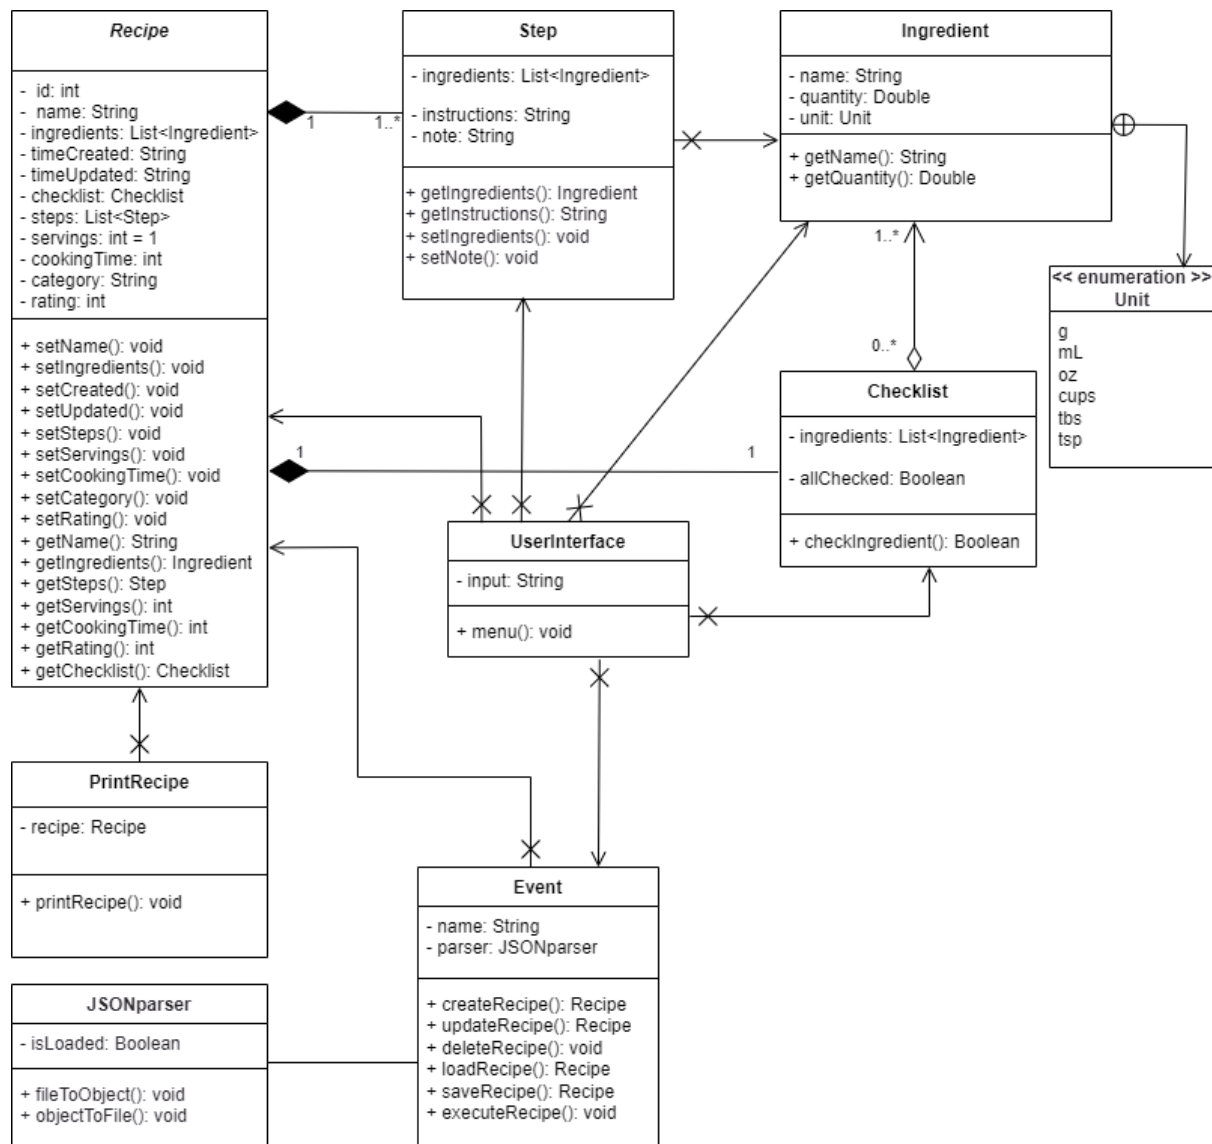 Recipe
- id: int
- name: String
- ingredients: List<Ingredient>
- timeCreated: String
- timeUpdated: String
- checklist: Checklist
- steps: List<Step>
- servings: int = 1
- cookingTime: int
- category: String
- rating: int
+ setName(): void
+ setIngredients(): void
+ setCreated(): void
+ setUpdated(): void
+ setSteps(): void
+ setServings(): void
+ setCookingTime(): void
+ setCategory(): void
+ setRating(): void
+ getName(): String
+ getIngredients(): Ingredient
+ getSteps(): Step
+ getServings(): int
+ getCookingTime(): int
+ getRating(): int
+ getChecklist(): Checklist
1
1..*
Step
- ingredients: List<Ingredient>
- instructions: String
- note: String
+ getIngredients(): Ingredient
+ getInstructions(): String
+ setIngredients(): void
+ setNote(): void
Ingredient
- name: String
- quantity: Double
- unit: Unit
+ getName(): String
+ getQuantity(): Double
1..*
0..*
<< enumeration >>
Unit
g
mL
oz
cups
tbs
tsp
Checklist
- ingredients: List<Ingredient>
- allChecked: Boolean
+ checkIngredient(): Boolean
1
1
UserInterface
- input: String
+ menu(): void
PrintRecipe
- recipe: Recipe
+ printRecipe(): void
Event
- name: String
- parser: JSONparser
+ createRecipe(): Recipe
+ updateRecipe(): Recipe
+ deleteRecipe(): void
+ loadRecipe(): Recipe
+ saveRecipe(): Recipe
+ executeRecipe(): void
JSONparser
- isLoaded: Boolean
+ fileToObject(): void
+ objectToFile(): void